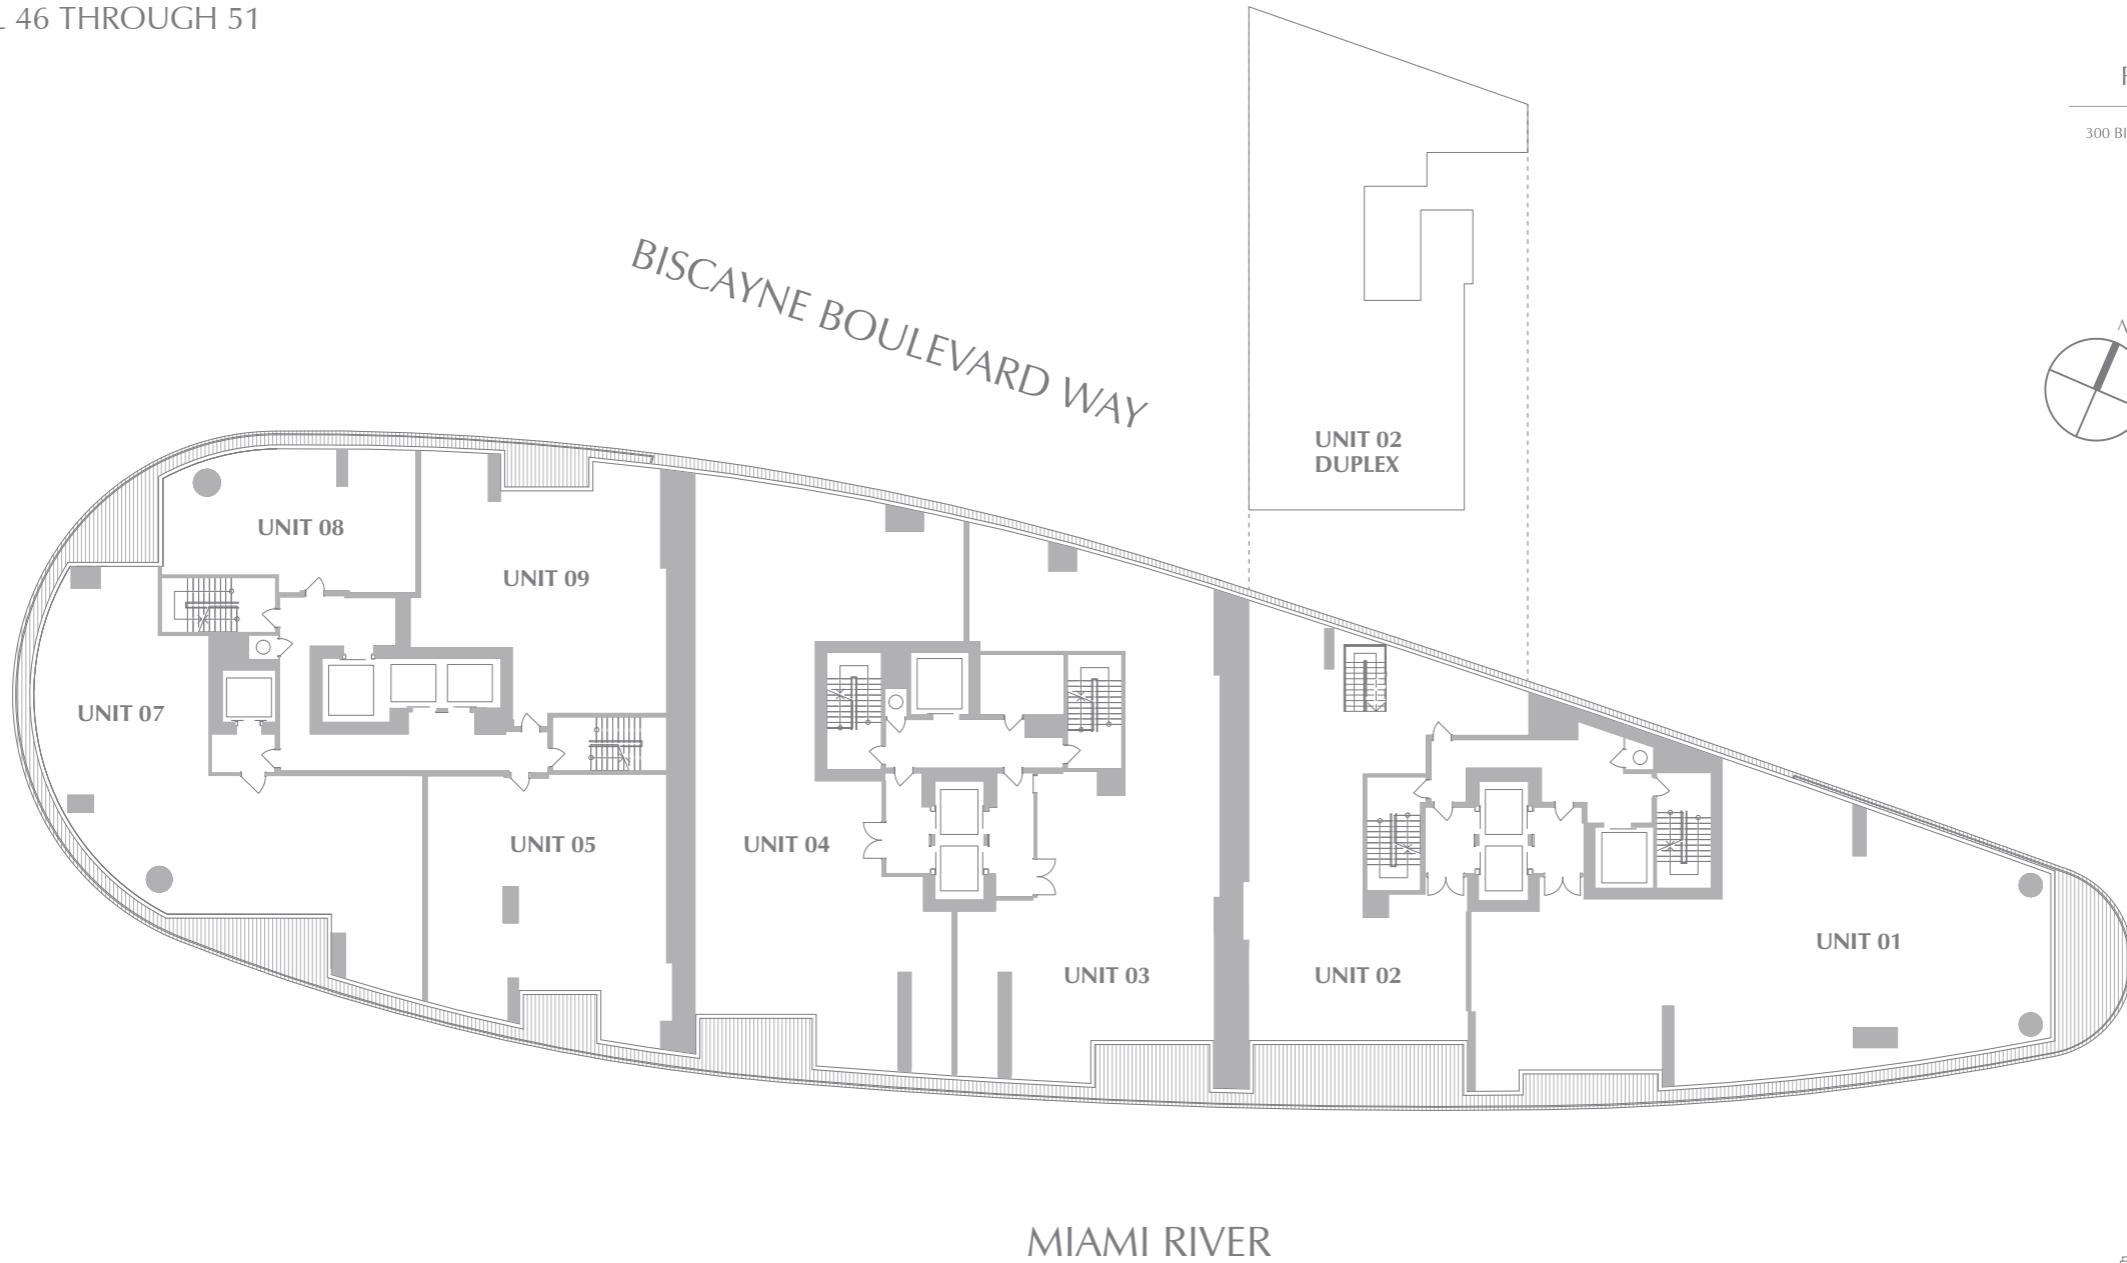 46 THROUGH 51
300
BISCAYNE BOULEVARD WAY
UNIT 02
DUPLEX
UNIT 08
UNIT 09
UNIT 07
UNIT 05
UNIT 04
UNIT 03
UNIT 02
UNIT 01
MIAMI RIVER